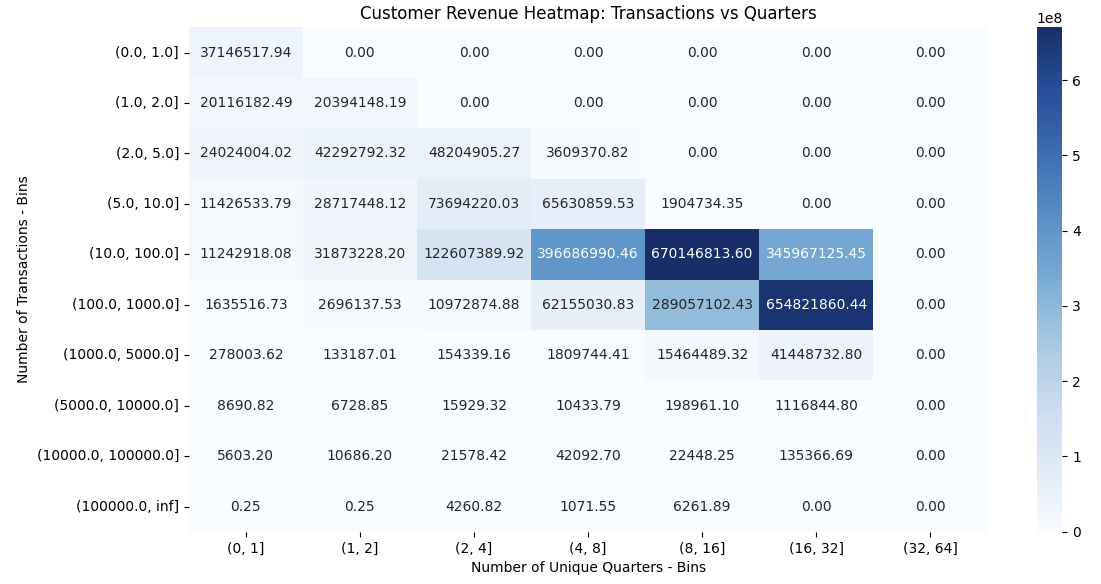 Customer Revenue Heatmap: Transactions vs Quarters
1e8
(0.0, 1.0] 37146517.94 0.00 0.00 0.00 0.00 0.00 0.00
(1.0, 2.0] 20116182.49 20394148.19 0.00 0.00 0.00 0.00 0.00
(2.0, 5.0] 24024004.02 42292792.32 48204905.27 3609370.82 0.00 0.00 0.00
(5.0, 10.0] 11426533.79 28717448.12 73694220.03 65630859.53 1904734.35 0.00 0.00
(10.0, 100.0] 11242918.08 31873228.20 122607389.92 396686990.46 670146813.60 345967125.45 0.00
(100.0, 1000.0] 1635516.73 2696137.53 10972874.88 62155030.83 289057102.43 654821860.44 0.00
(1000.0, 5000.0] 278003.62 133187.01 154339.16 1809744.41 15464489.32 41448732.80 0.00
(5000.0, 10000.0] 8690.82 6728.85 15929.32 10433.79 198961.10 1116844.80 0.00
(10000.0, 100000.0] 5603.20 10686.20 21578.42 42092.70 22448.25 135366.69 0.00
(100000.0, inf] 0.25 0.25 4260.82 1071.55 6261.89 0.00 0.00
(0, 1] (1, 2] (2, 4] (4, 8] (8, 16] (16, 32] (32, 64]
Number of Unique Quarters - Bins
Number of Transactions - Bins
6
5
4
3
2
1
0